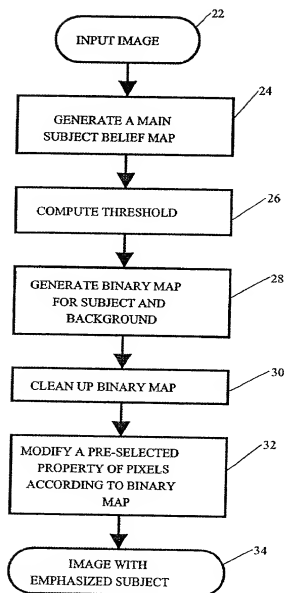 22
INPUT IMAGE
24
GENERATE A MAIN
SUBJECT BELIEF MAP
26
COMPUTE THRESHOLD
28
GENERATE BINARY MAP
FOR SUBJECT AND
BACKGROUND
30
CLEAN UP BINARY MAP
32
MODIFY A PRE-SELECTED
PROPERTY OF PIXELS
ACCORDING TO BINARY
MAP
34
IMAGE WITH
EMPHASIZED SUBJECT